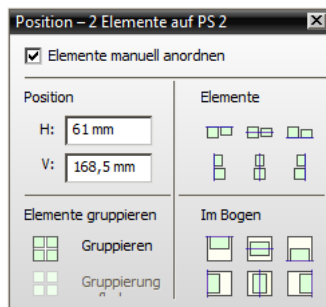 Position – 2 Elemente auf PS 2
Elemente manuell anordnen
Position
H: 61 mm
V: 168,5 mm
Elemente
Elemente gruppieren
Gruppieren
Gruppierung
Im Bogen